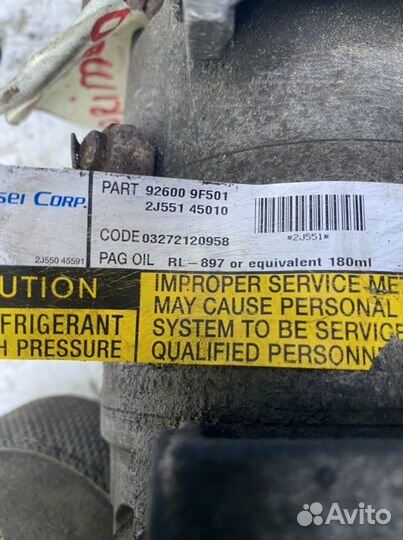 sei CORP.
PART 92600 9F501
2J551 45010
*2J551*
CODE 03272120958
2J550 45591
PAG OIL RL-897 or equivalent 180ml
UTION
FRIGERANT
H PRESSURE
IMPROPER SERVICE MET
MAY CAUSE PERSONAL
SYSTEM TO BE SERVICE
QUALIFIED PERSONN
Avito